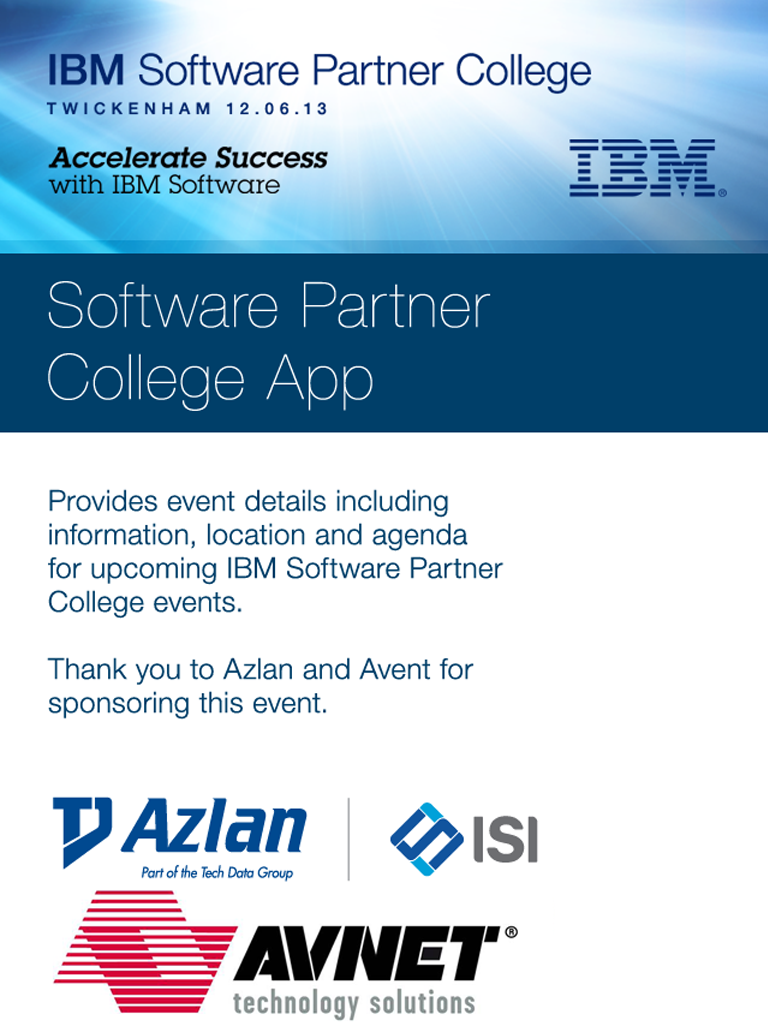 IBM Software Partner College
TWICKENHAM 12.06.13
Accelerate Success
with IBM Software
IBM®
Software Partner
College App
Provides event details including
information, location and agenda
for upcoming IBM Software Partner
College events.
Thank you to Azlan and Avent for
sponsoring this event.
TD Azlan
Part of the Tech Data Group
ISI
AVNET®
technology solutions